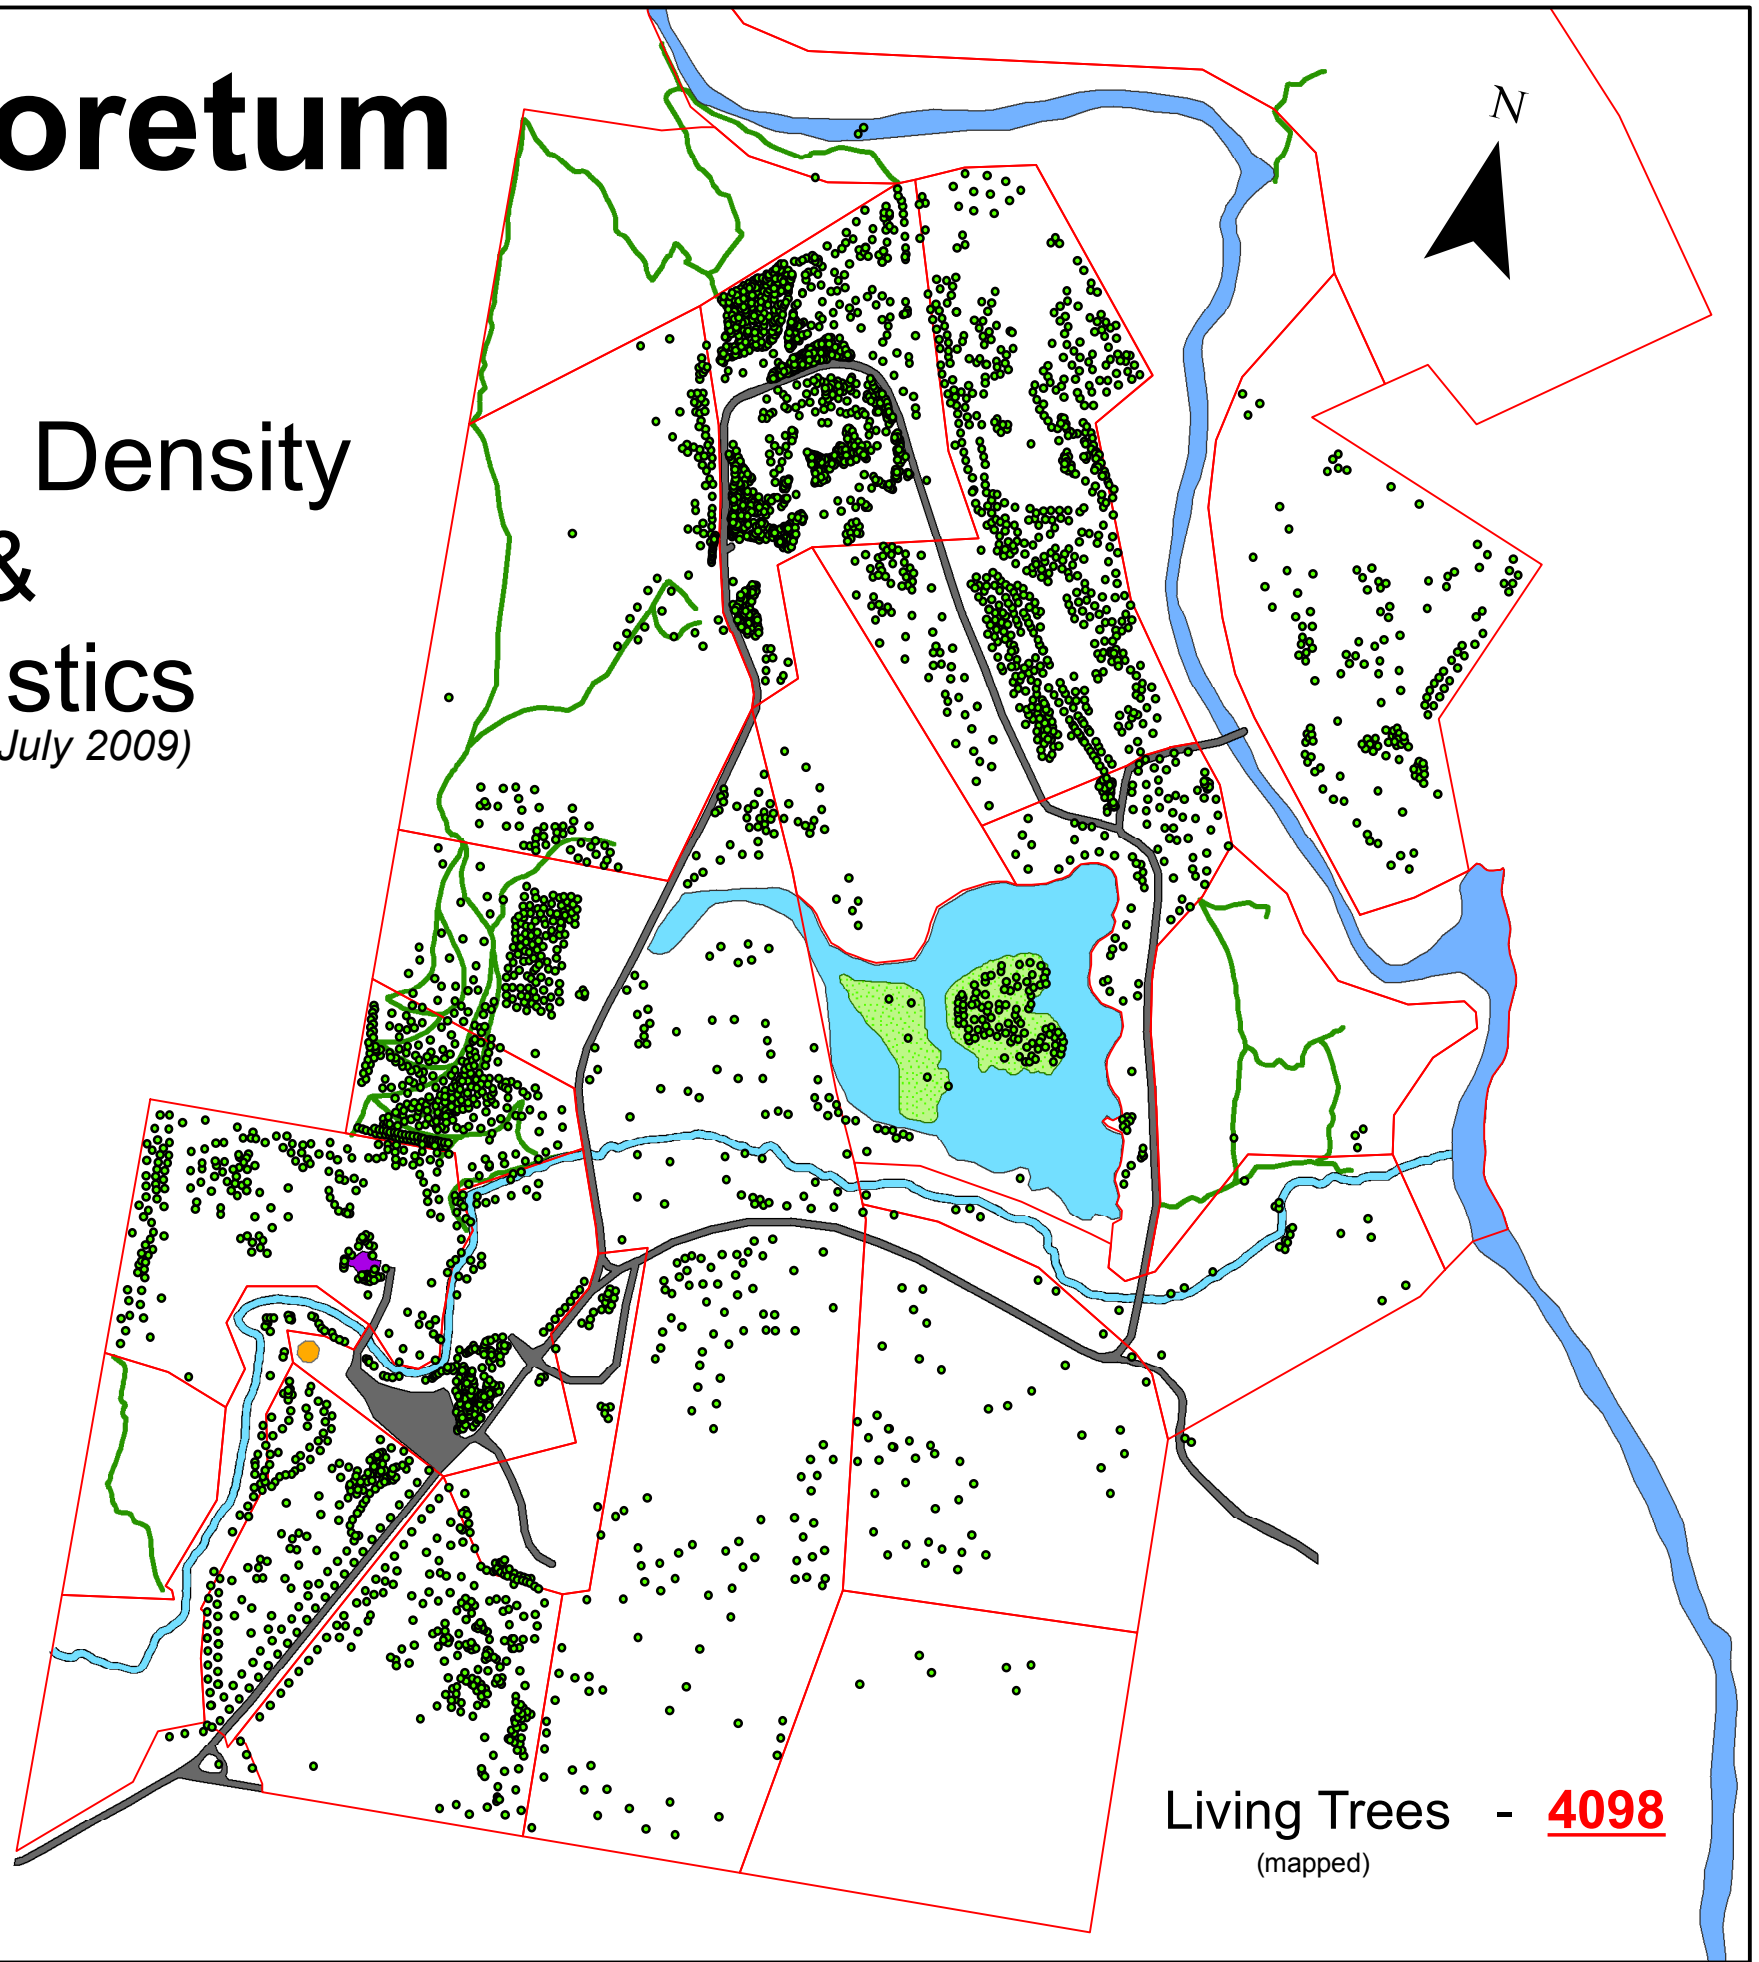 oretum
N
Density
&
stics
July 2009)
Living Trees - 4098
(mapped)